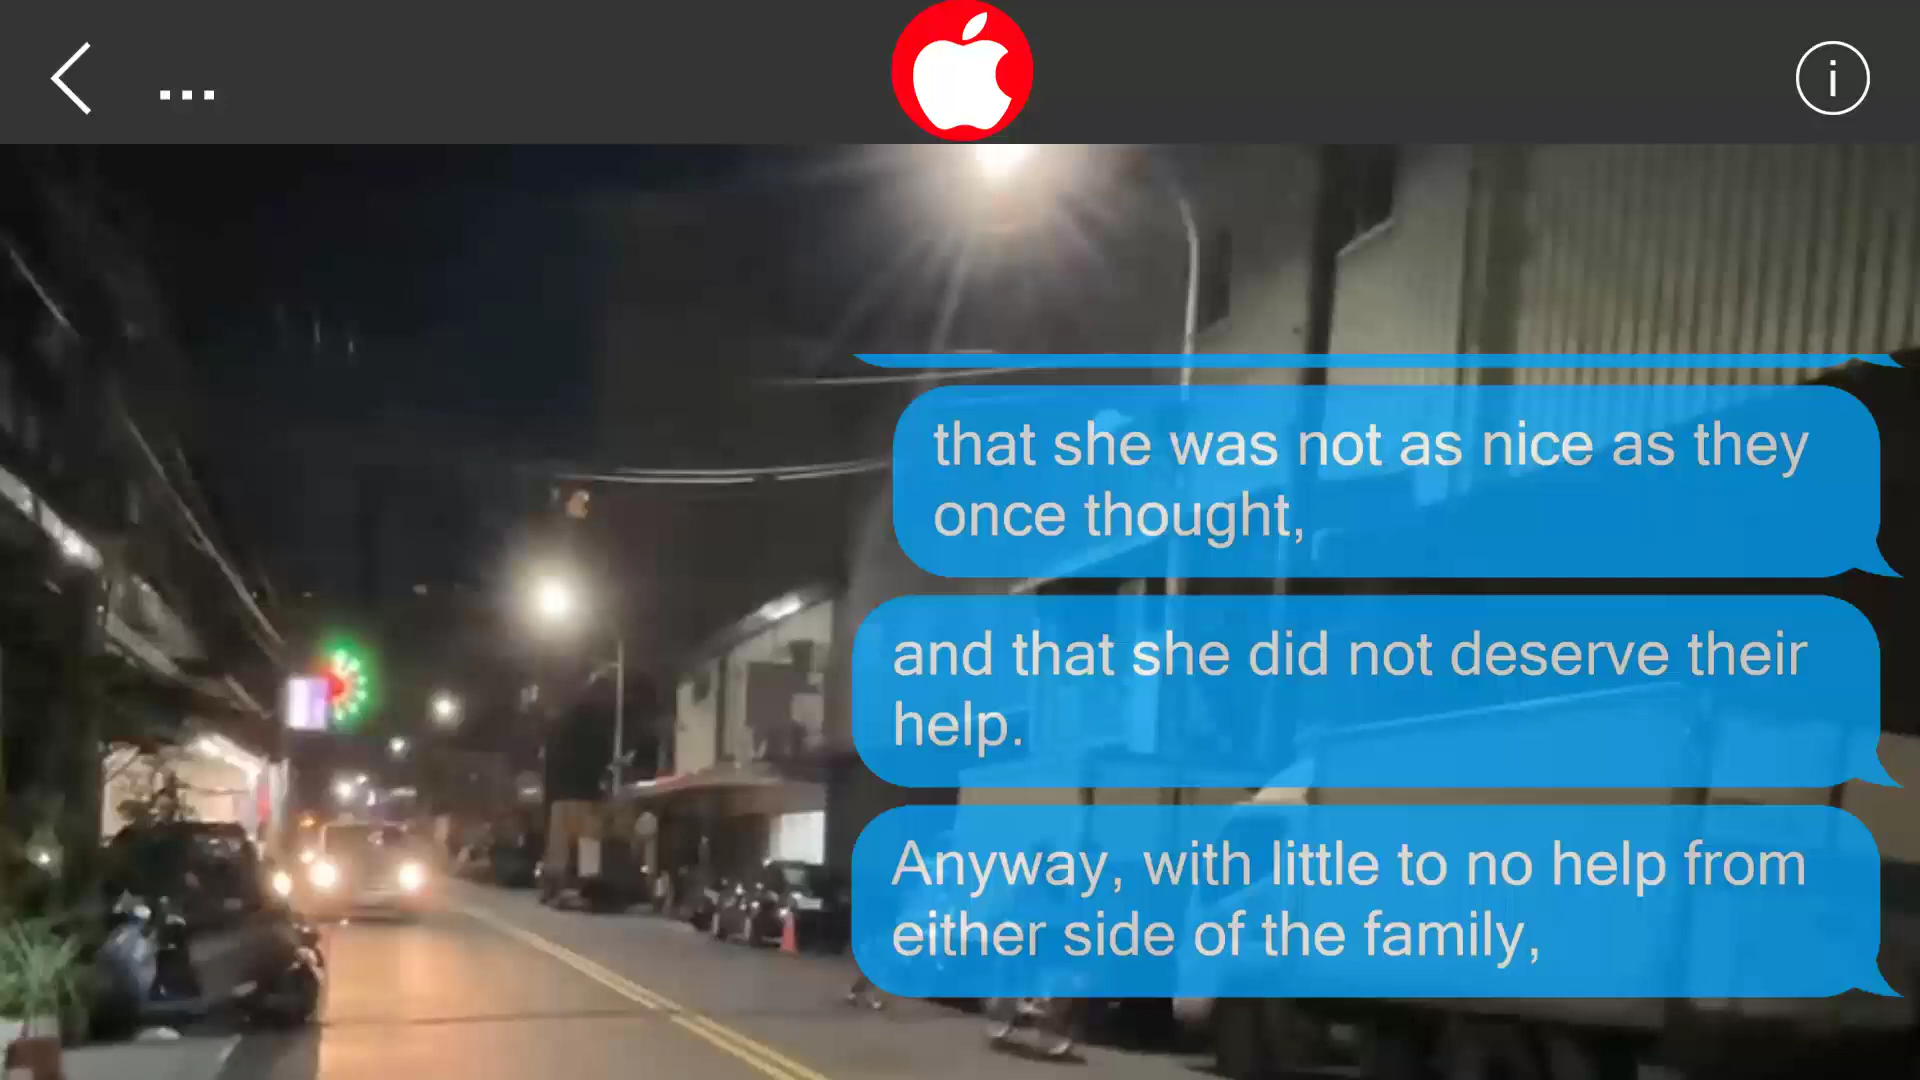 ...
that she was not as nice as they
once thought,
and that she did not deserve their
help.
Anyway, with little to no help from
either side of the family,